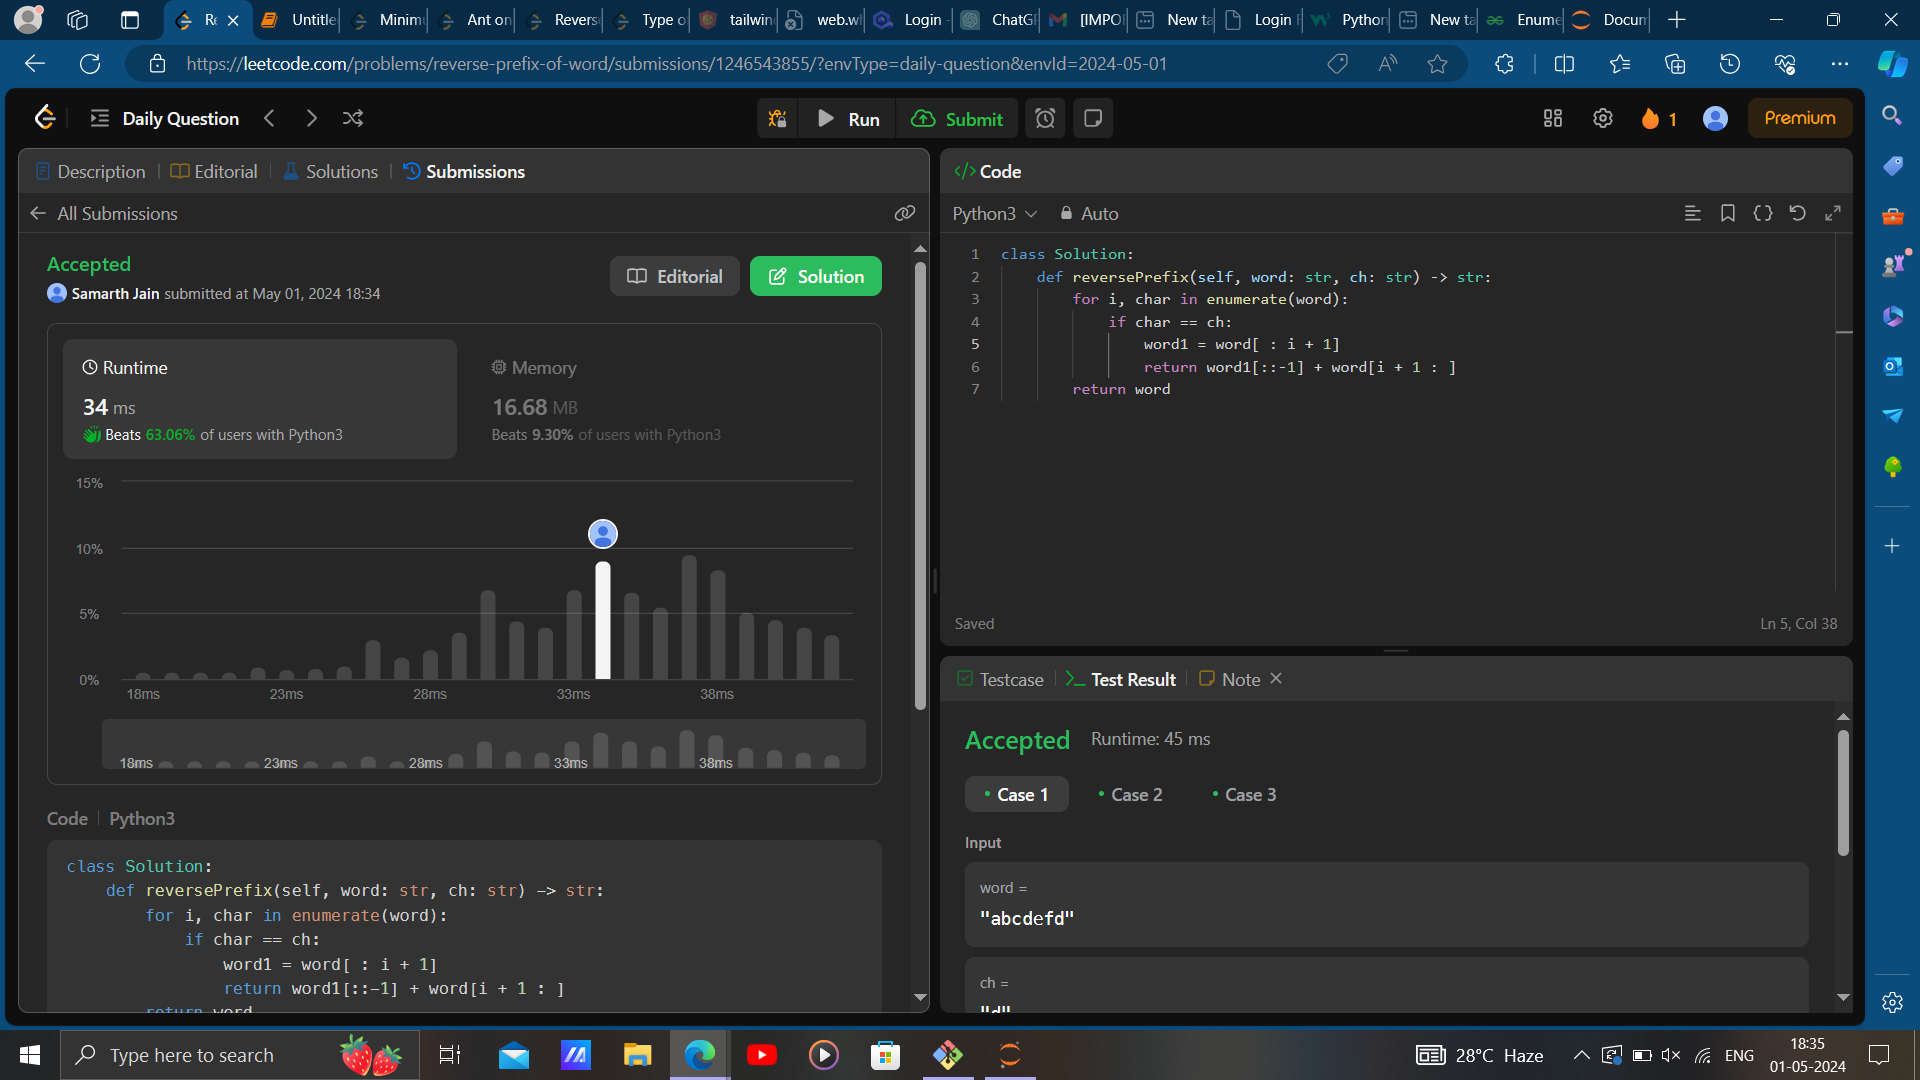 Re
Untitle
Minimu
Ant on
Revers
Type o
tailwin
web.wh
Login -
ChatGP
[IMPOR
New ta
Login P
Python
New ta
Enume
Docum
https://leetcode.com/problems/reverse-prefix-of-word/submissions/1246543855/?envType=daily-question&envId=2024-05-01
Daily Question
Run
Submit
1
Premium
Description
Editorial
Solutions
Submissions
All Submissions
Accepted
Samarth Jain submitted at May 01, 2024 18:34
Editorial
Solution
Runtime
34 ms
Beats 63.06% of users with Python3
Memory
16.68 MB
Beats 9.30% of users with Python3
15%
10%
5%
0%
18ms 23ms 28ms 33ms 38ms
18ms 23ms 28ms 33ms 38ms
Code | Python3
class Solution:
def reversePrefix(self, word: str, ch: str) -> str:
for i, char in enumerate(word):
if char == ch:
word1 = word[ : i + 1]
return word1[::-1] + word[i + 1 : ]
return word
Code
Python3
Auto
1 class Solution:
2 def reversePrefix(self, word: str, ch: str) -> str:
3 for i, char in enumerate(word):
4 if char == ch:
5 word1 = word[ : i + 1]
6 return word1[::-1] + word[i + 1 : ]
7 return word
Saved
Ln 5, Col 38
Testcase
Test Result
Note
Accepted
Runtime: 45 ms
Case 1
Case 2
Case 3
Input
word =
"abcdefd"
ch =
"d"
Type here to search
28°C Haze
ENG
18:35
01-05-2024